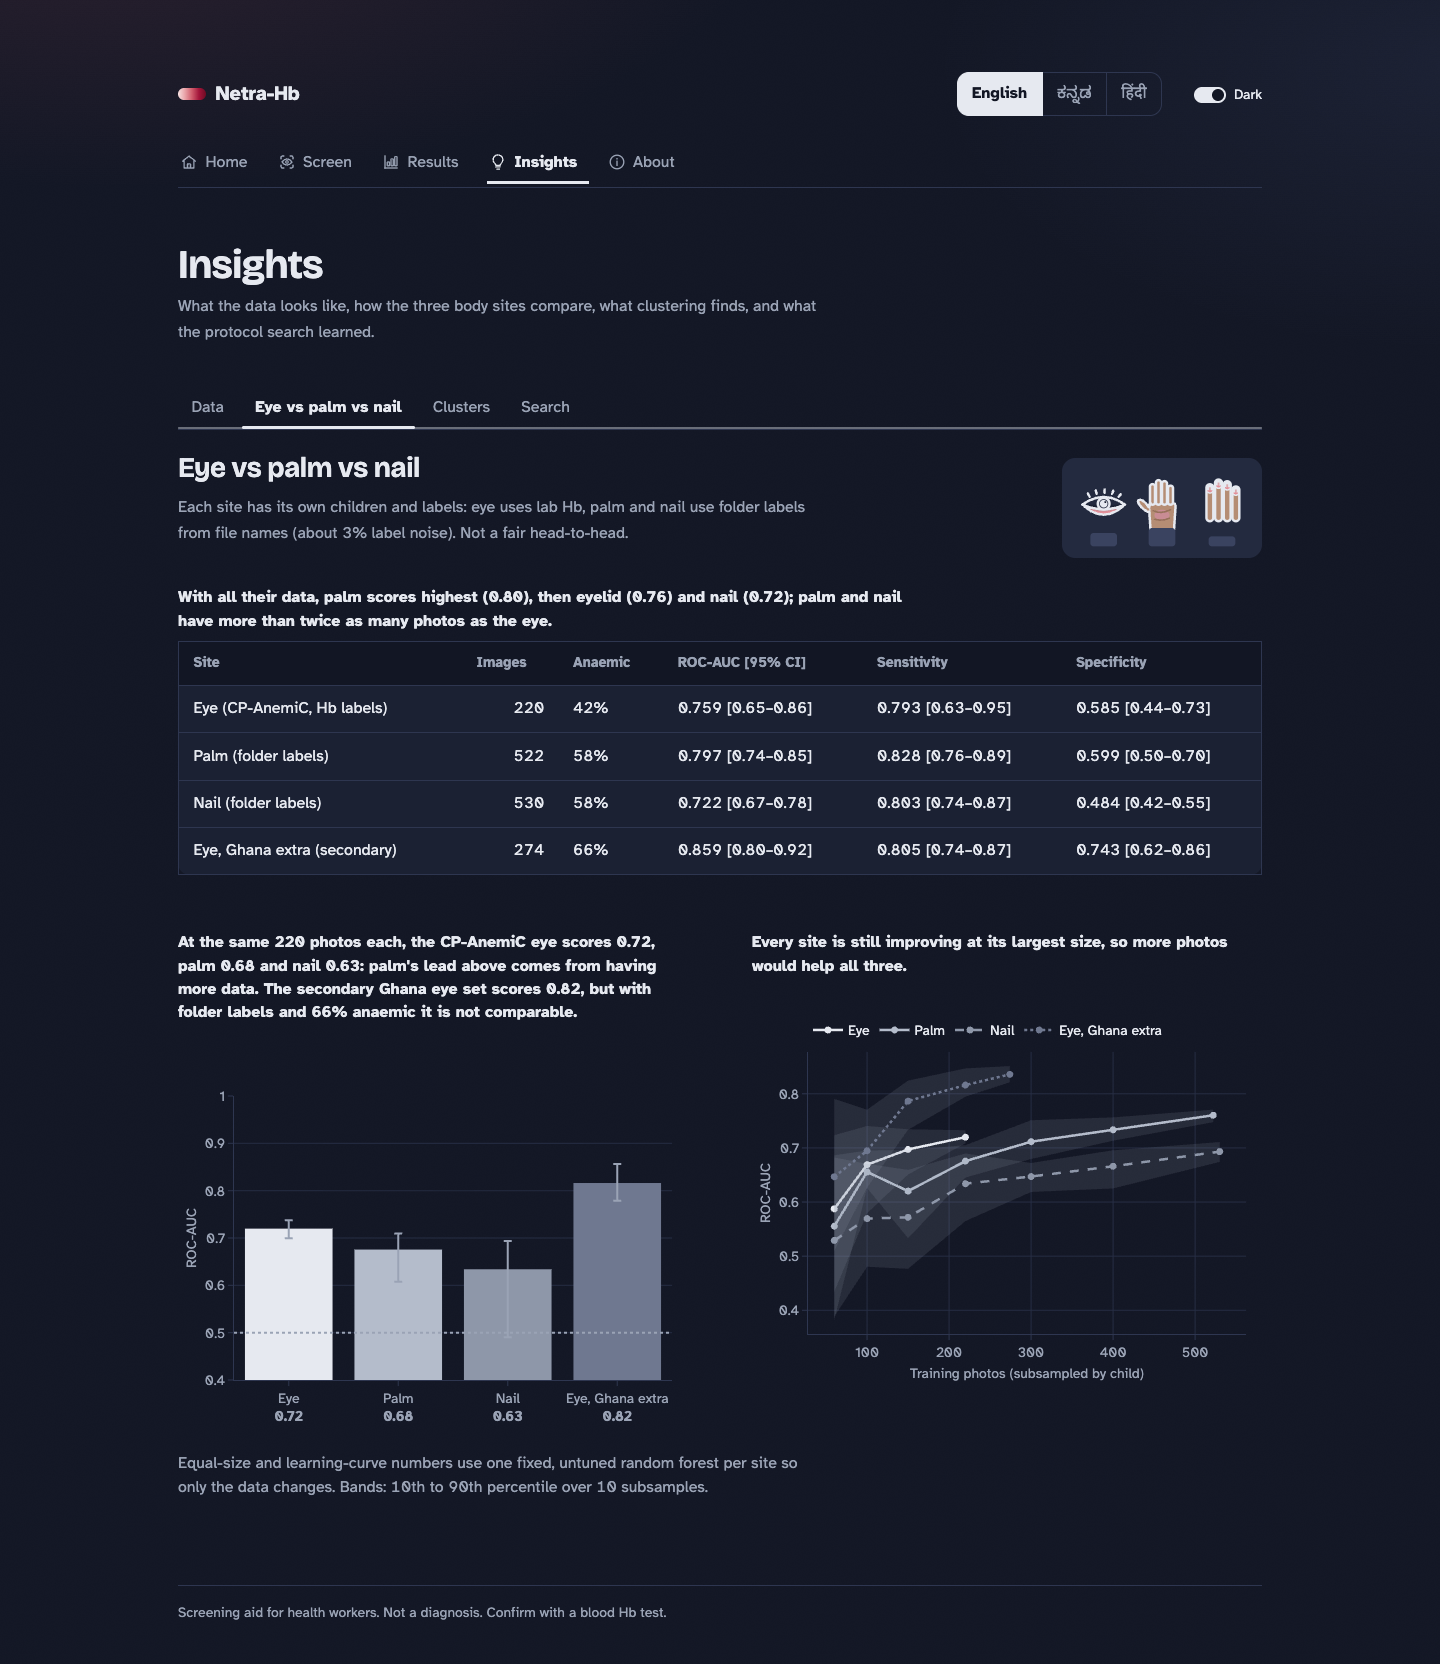 Netra-Hb
English
ಕನ್ನಡ
हिंदी
Dark
Home
Screen
Results
Insights
About
Insights
What the data looks like, how the three body sites compare, what clustering finds, and what
the protocol search learned.
Data
Eye vs palm vs nail
Clusters
Search
Eye vs palm vs nail
Each site has its own children and labels: eye uses lab Hb, palm and nail use folder labels
from file names (about 3% label noise). Not a fair head-to-head.
With all their data, palm scores highest (0.80), then eyelid (0.76) and nail (0.72); palm and nail
have more than twice as many photos as the eye.
Site Images Anaemic ROC-AUC [95% CI] Sensitivity Specificity
Eye (CP-AnemiC, Hb labels) 220 42% 0.759 [0.65–0.86] 0.793 [0.63–0.95] 0.585 [0.44–0.73]
Palm (folder labels) 522 58% 0.797 [0.74–0.85] 0.828 [0.76–0.89] 0.599 [0.50–0.70]
Nail (folder labels) 530 58% 0.722 [0.67–0.78] 0.803 [0.74–0.87] 0.484 [0.42–0.55]
Eye, Ghana extra (secondary) 274 66% 0.859 [0.80–0.92] 0.805 [0.74–0.87] 0.743 [0.62–0.86]
At the same 220 photos each, the CP-AnemiC eye scores 0.72,
palm 0.68 and nail 0.63: palm's lead above comes from having
more data. The secondary Ghana eye set scores 0.82, but with
folder labels and 66% anaemic it is not comparable.
1
0.9
0.8
0.7
0.6
0.5
0.4
ROC-AUC
Eye Palm Nail Eye, Ghana extra
0.72 0.68 0.63 0.82
Every site is still improving at its largest size, so more photos
would help all three.
Eye Palm Nail Eye, Ghana extra
0.8
0.7
0.6
0.5
0.4
ROC-AUC
100 200 300 400 500
Training photos (subsampled by child)
Equal-size and learning-curve numbers use one fixed, untuned random forest per site so
only the data changes. Bands: 10th to 90th percentile over 10 subsamples.
Screening aid for health workers. Not a diagnosis. Confirm with a blood Hb test.